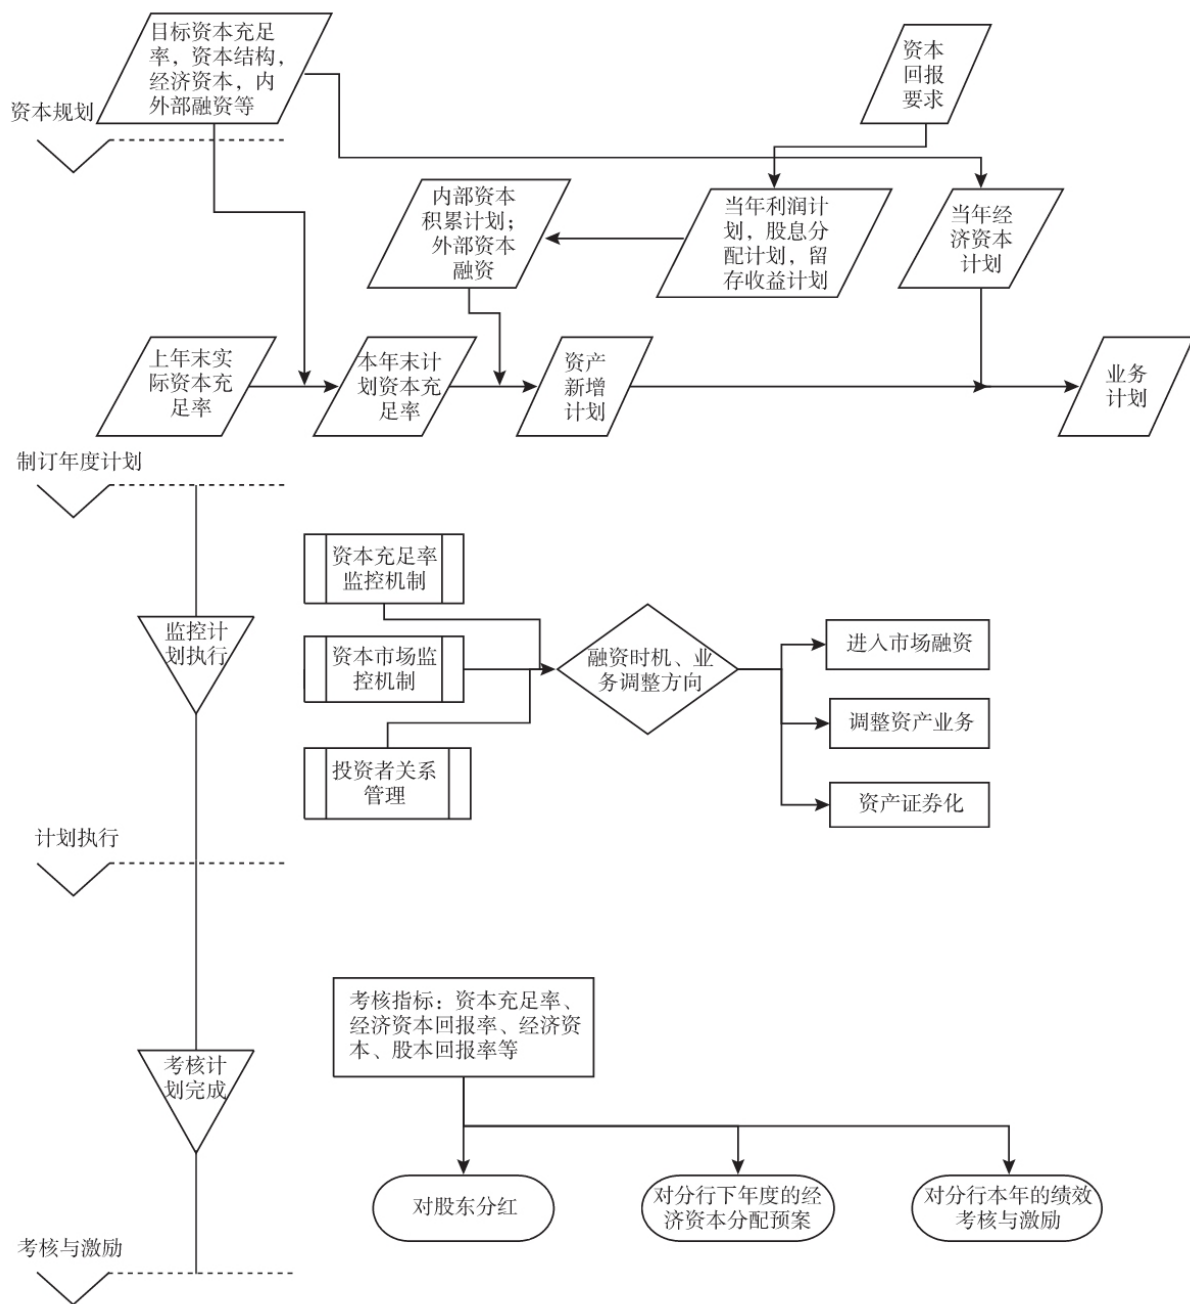 目标资本充足
率，资本结构，
经济资本，内
外部融资等
资本
回报
要求
资本规划
内部资本
积累计划；
外部资本
融资
当年利润计
划，股息分
配计划，留
存收益计划
当年经
济资本
计划
上年末实
际资本充
足率
本年末计
划资本充
足率
资产
新增
计划
业务
计划
制订年度计划
资本充足率
监控机制
监控计
划执行
资本市场监
控机制
融资时机、业
务调整方向
进入市场融资
调整资产业务
投资者关系
管理
资产证券化
计划执行
考核指标：资本充足率、
经济资本回报率、经济资
本、股本回报率等
考核计
划完成
对股东分红
对分行下年度的经
济资本分配预案
对分行本年的绩效
考核与激励
考核与激励